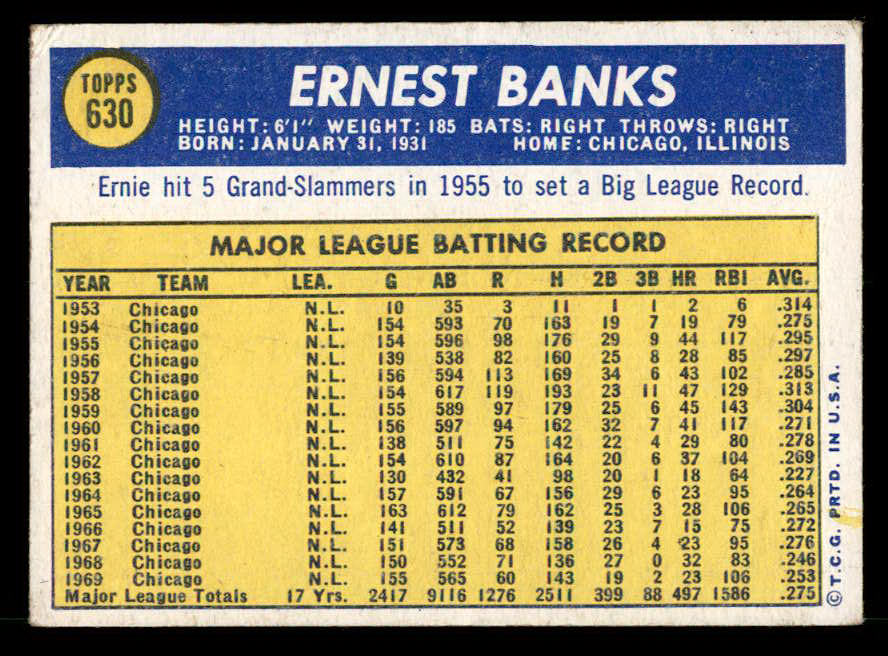 TOPPS
630
ERNEST BANKS
HEIGHT: 6'1" WEIGHT: 185 BATS: RIGHT THROWS: RIGHT
BORN: JANUARY 31, 1931 HOME: CHICAGO, ILLINOIS
Ernie hit 5 Grand-Slammers in 1955 to set a Big League Record.
MAJOR LEAGUE BATTING RECORD
YEAR TEAM LEA. G AB R H 2B 3B HR RBI AVG.
1953 Chicago N.L. 10 35 3 11 1 1 2 6 .314
1954 Chicago N.L. 154 593 70 163 19 7 19 79 .275
1955 Chicago N.L. 154 596 98 176 29 9 44 117 .295
1956 Chicago N.L. 139 538 82 160 25 8 28 85 .297
1957 Chicago N.L. 156 594 113 169 34 6 43 102 .285
1958 Chicago N.L. 154 617 119 193 23 11 47 129 .313
1959 Chicago N.L. 155 589 97 179 25 6 45 143 .304
1960 Chicago N.L. 156 597 94 162 32 7 41 117 .271
1961 Chicago N.L. 138 511 75 142 22 4 29 80 .278
1962 Chicago N.L. 154 610 87 164 20 6 37 104 .269
1963 Chicago N.L. 130 432 41 98 20 1 18 64 .227
1964 Chicago N.L. 157 591 67 156 29 6 23 95 .264
1965 Chicago N.L. 163 612 79 162 25 3 28 106 .265
1966 Chicago N.L. 141 511 52 139 23 7 15 75 .272
1967 Chicago N.L. 151 573 68 158 26 4 23 95 .276
1968 Chicago N.L. 150 552 71 136 27 0 32 83 .246
1969 Chicago N.L. 155 565 60 143 19 2 23 106 .253
Major League Totals 17 Yrs. 2417 9116 1276 2511 399 88 497 1586 .275
© T.C.G. PRTD. IN U.S.A.